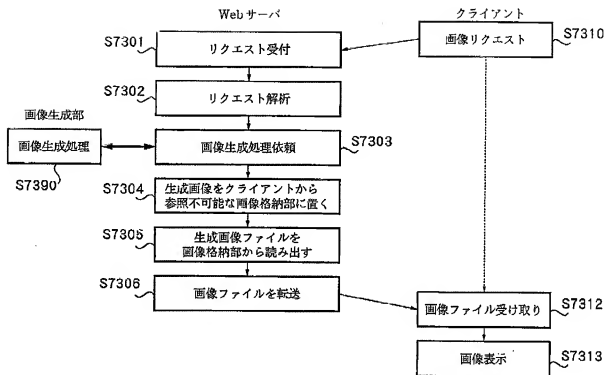 Webサーバ
クライアント
S7301
リクエスト受付
画像リクエスト
S7310
S7302
リクエスト解析
画像生成部
画像生成処理
画像生成処理依頼
S7303
S7390
S7304
生成画像をクライアントから
参照不可能な画像格納部に置く
S7305
生成画像ファイルを
画像格納部から読み出す
S7306
画像ファイルを転送
画像ファイル受け取り
S7312
画像表示
S7313